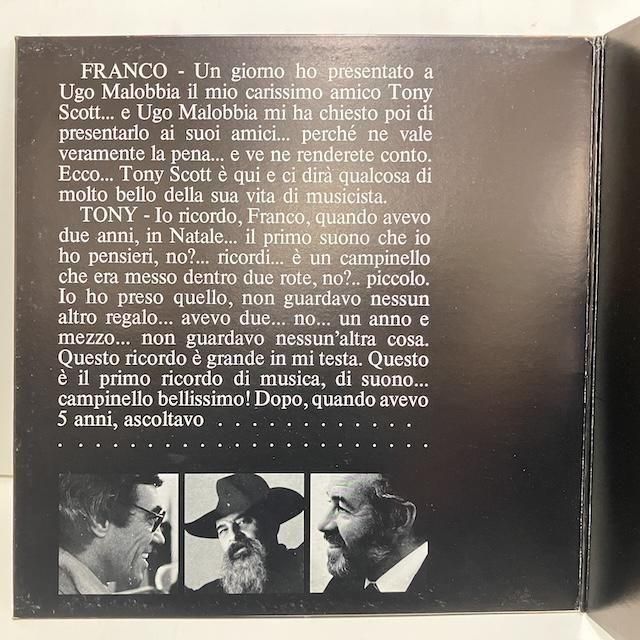 FRANCO - Un giorno ho presentato a
Ugo Malobbia il mio carissimo amico Tony
Scott... e Ugo Malobbia mi ha chiesto poi di
presentarlo ai suoi amici... perché ne vale
veramente la pena... e ve ne renderete conto.
Ecco... Tony Scott è qui e ci dirà qualcosa di
molto bello della sua vita di musicista.
TONY - Io ricordo, Franco, quando avevo
due anni, in Natale... il primo suono che io
ho pensieri, no?... ricordi... è un campinello
che era messo dentro due rote, no?.. piccolo.
Io ho preso quello, non guardavo nessun
altro regalo... avevo due... no... un anno e
mezzo... non guardavo nessun'altra cosa.
Questo ricordo è grande in mi testa. Questo
è il primo ricordo di musica, di suono...
campinello bellissimo! Dopo, quando avevo
5 anni, ascoltavo . . . . . . . . . . . . .
. . . . . . . . . . . . . . . . . . . . .